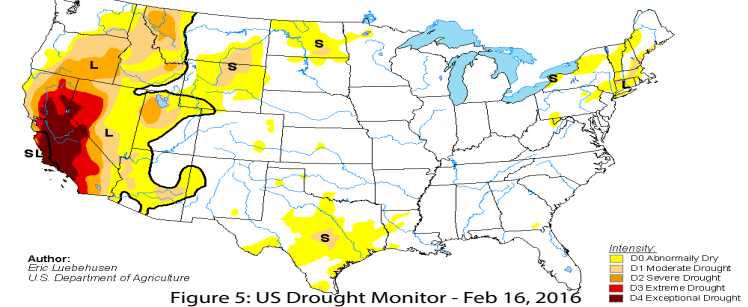 S
L
S
S
L
L
SL
S
Author:
Eric Luebehusen
U.S. Department of Agriculture
Intensity:
D0 Abnormally Dry
D1 Moderate Drought
D2 Severe Drought
D3 Extreme Drought
D4 Exceptional Drought
Figure 5: US Drought Monitor - Feb 16, 2016